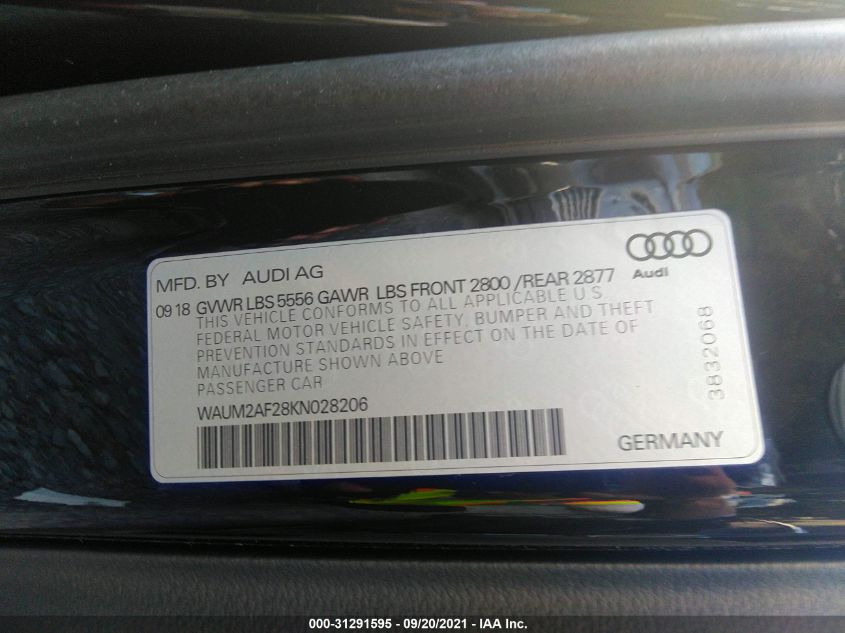 MFD. BY AUDI AG
Audi
09 18 GVWR LBS 5556 GAWR LBS FRONT 2800 /REAR 2877
THIS VEHICLE CONFORMS TO ALL APPLICABLE U.S.
FEDERAL MOTOR VEHICLE SAFETY, BUMPER AND THEFT
PREVENTION STANDARDS IN EFFECT ON THE DATE OF
MANUFACTURE SHOWN ABOVE
PASSENGER CAR
3832068
WAUM2AF28KN028206
GERMANY
000-31291595 - 09/20/2021 - IAA Inc.